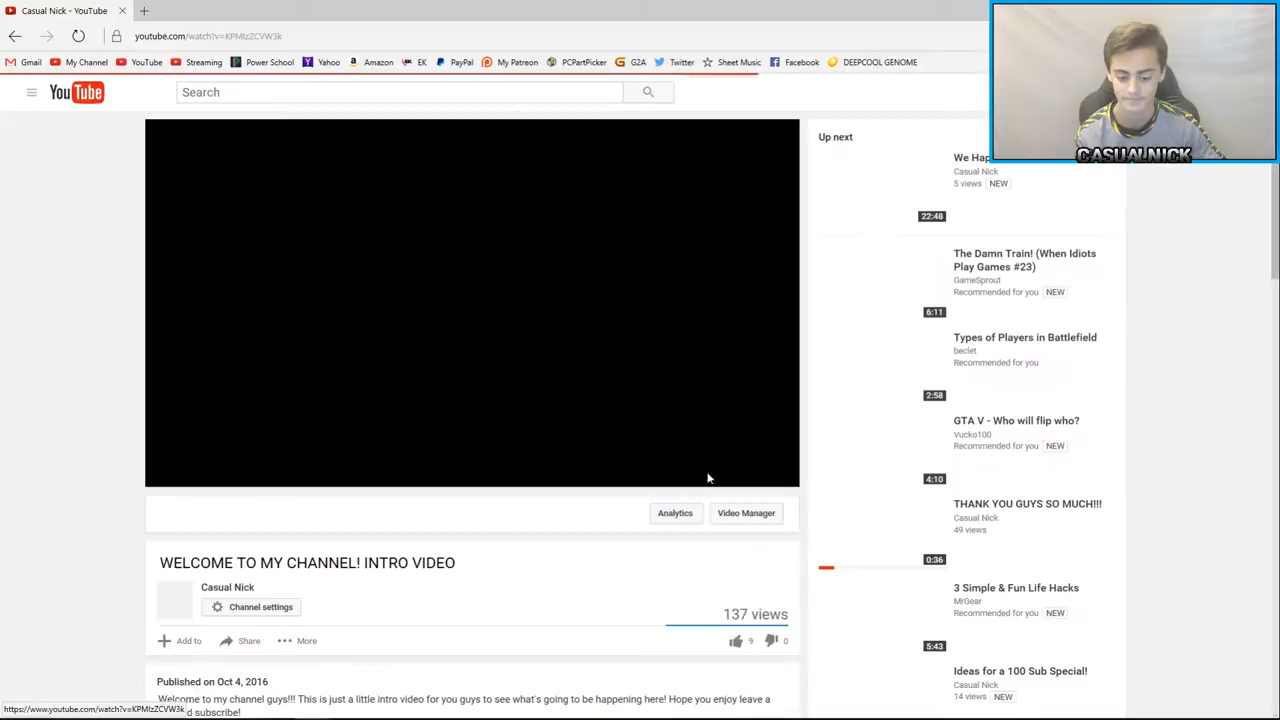 Casual Nick - YouTube
youtube.com/watch?v=KPMIzZCVW3k
Gmail My Channel YouTube Streaming Power School Yahoo Amazon EK PayPal My Patreon PCPartPicker G2A Twitter Sheet Music Facebook DEEPCOOL GENOME
YouTube
Search
CASUALNICK
Up next
We Hap
Casual Nick
5 views NEW
22:48
The Damn Train! (When Idiots
Play Games #23)
GameSprout
Recommended for you NEW
6:11
Types of Players in Battlefield
beclet
Recommended for you
2:58
GTA V - Who will flip who?
Vucko100
Recommended for you NEW
4:10
THANK YOU GUYS SO MUCH!!!
Casual Nick
49 views
0:36
3 Simple & Fun Life Hacks
MrGear
Recommended for you NEW
5:43
Ideas for a 100 Sub Special!
Casual Nick
14 views NEW
Analytics Video Manager
WELCOME TO MY CHANNEL! INTRO VIDEO
Casual Nick
Channel settings
137 views
Add to Share More 9 0
Published on Oct 4, 2016
Welcome to my channel This is just a little intro video for you guys to see what's going to be happening here! Hope you enjoy leave a
d subscribe!
https://www.youtube.com/watch?v=KPMIzZCVW3k